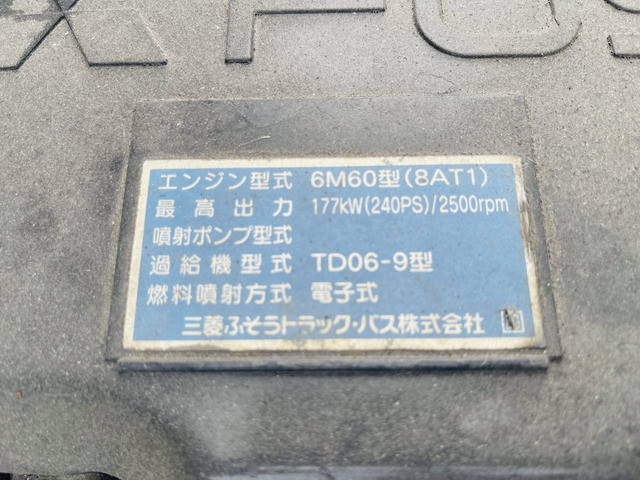 FUS
エンジン型式 6M60型(8AT1)
最高出力 177kW(240PS)/2500rpm
噴射ポンプ型式
過給機型式 TD06-9型
燃料噴射方式 電子式
三菱ふそうトラック・バス株式会社